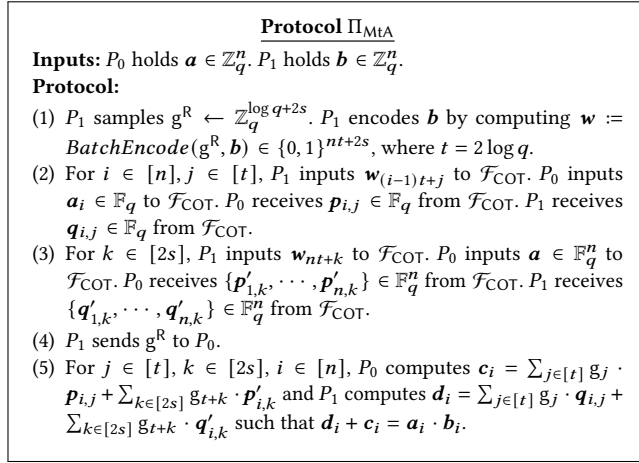 Protocol Π_MtA
Inputs: P_0 holds a ∈ ℤ_q^n. P_1 holds b ∈ ℤ_q^n.
Protocol:
(1) P_1 samples g^R ← ℤ_q^{log q+2s}. P_1 encodes b by computing w :=
BatchEncode(g^R, b) ∈ {0, 1}^{nt+2s}, where t = 2 log q.
(2) For i ∈ [n], j ∈ [t], P_1 inputs w_{(i−1)t+j} to F_COT. P_0 inputs
a_i ∈ 𝔽_q to F_COT. P_0 receives p_{i,j} ∈ 𝔽_q from F_COT. P_1 receives
q_{i,j} ∈ 𝔽_q from F_COT.
(3) For k ∈ [2s], P_1 inputs w_{nt+k} to F_COT. P_0 inputs a ∈ 𝔽_q^n to
F_COT. P_0 receives {p′_{1,k}, · · · , p′_{n,k}} ∈ 𝔽_q^n from F_COT. P_1 receives
{q′_{1,k}, · · · , q′_{n,k}} ∈ 𝔽_q^n from F_COT.
(4) P_1 sends g^R to P_0.
(5) For j ∈ [t], k ∈ [2s], i ∈ [n], P_0 computes c_i = ∑_{j∈[t]} g_j ·
p_{i,j} + ∑_{k∈[2s]} g_{t+k} · p′_{i,k} and P_1 computes d_i = ∑_{j∈[t]} g_j · q_{i,j} +
∑_{k∈[2s]} g_{t+k} · q′_{i,k} such that d_i + c_i = a_i · b_i.